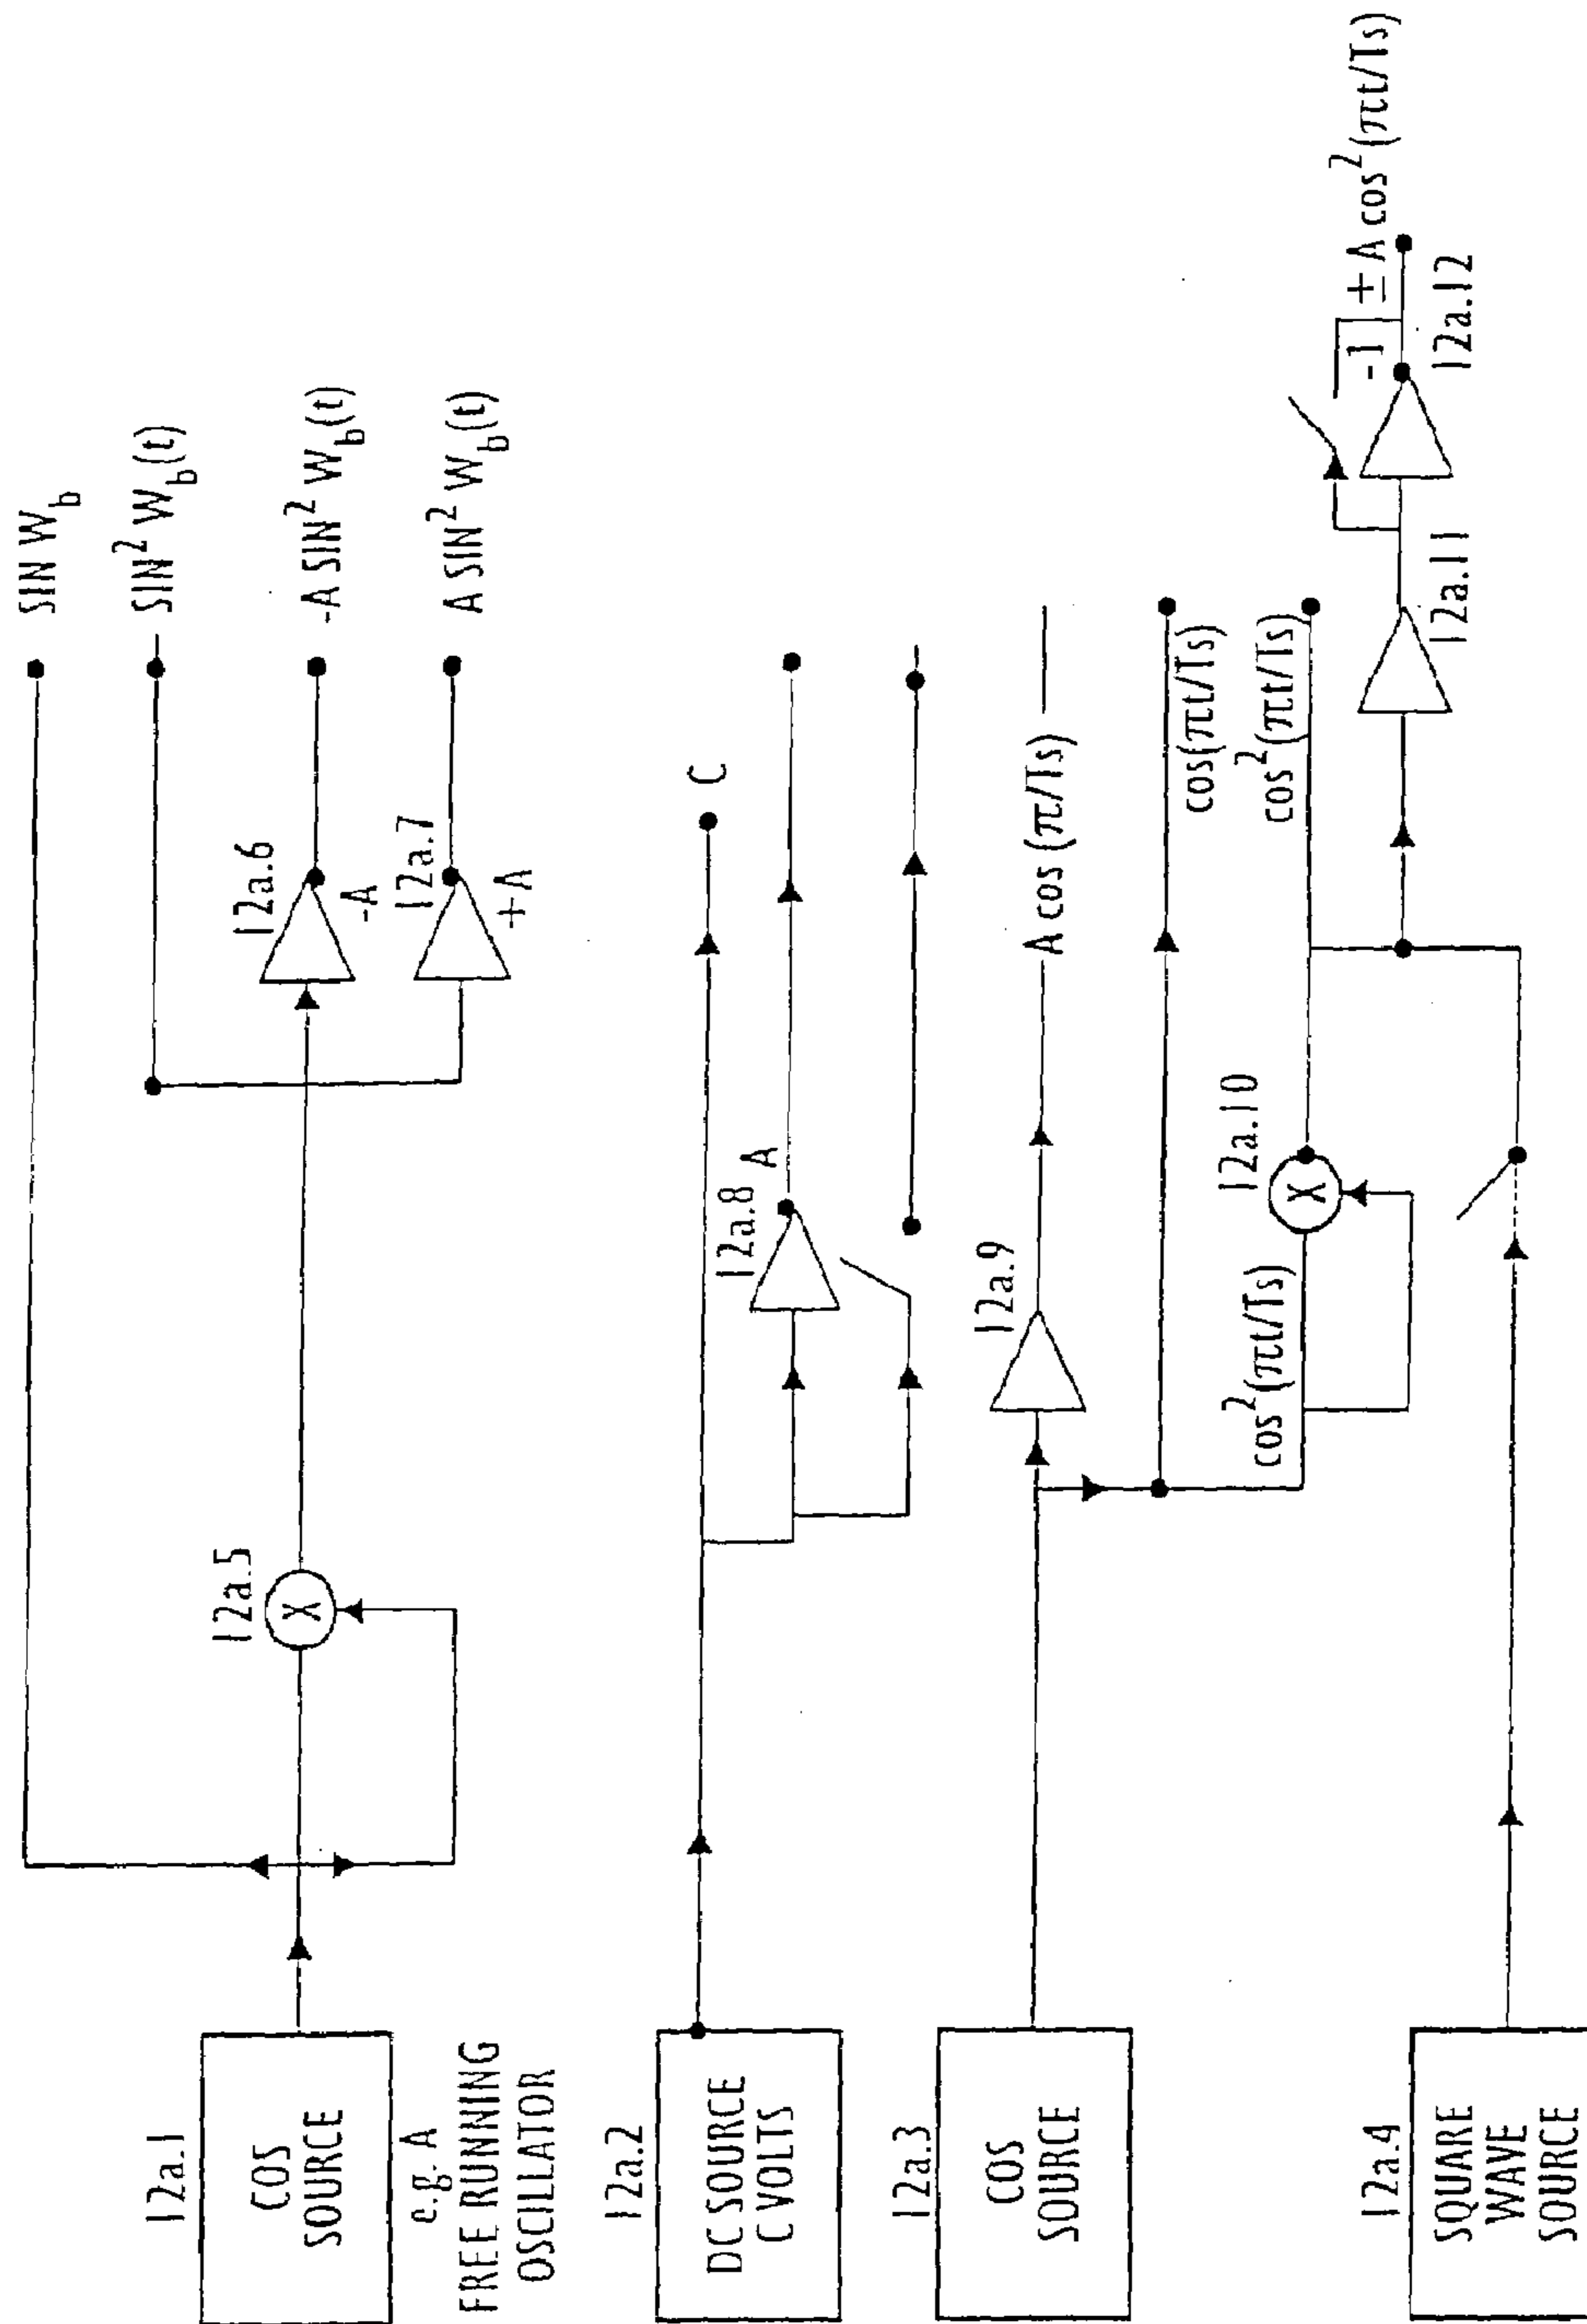 12a.1
COS
SOURCE
e.g. A
FREE RUNNING
OSCILLATOR
12a.5
X
SIN W_b
SIN² W_b(t)
12a.6
-A
-A SIN² W_b(t)
12a.7
+A
A SIN² W_b(t)
12a.2
DC SOURCE
C VOLTS
C
12a.8
A
12a.3
COS
SOURCE
12a.9
A cos (π/Ts)
cos(πt/Ts)
cos²(πt/Ts)
12a.10
X
cos²(πt/Ts)
12a.4
SQUARE
WAVE
SOURCE
12a.11
-1
± A cos²(πt/Ts)
12a.12